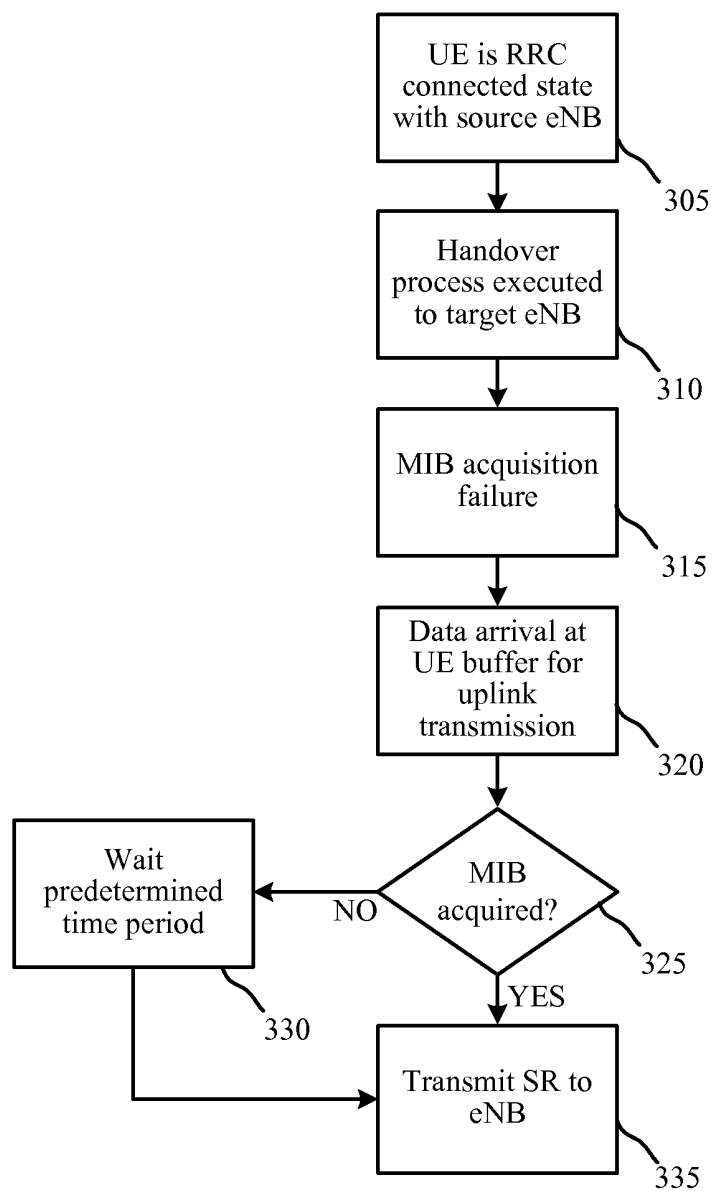 UE is RRC
connected state
with source eNB
305
Handover
process executed
to target eNB
310
MIB acquisition
failure
315
Data arrival at
UE buffer for
uplink
transmission
320
MIB
acquired?
325
NO
Wait
predetermined
time period
330
YES
Transmit SR to
eNB
335